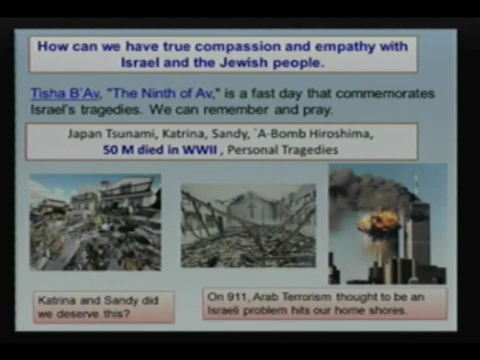 How can we have true compassion and empathy with
Israel and the Jewish people.
Tisha B'Av, "The Ninth of Av," is a fast day that commemorates
Israel's tragedies. We can remember and pray.
Japan Tsunami, Katrina, Sandy, `A-Bomb Hiroshima,
50 M died in WWII , Personal Tragedies
Katrina and Sandy did
we deserve this?
On 911, Arab Terrorism thought to be an
Israeli problem hits our home shores.